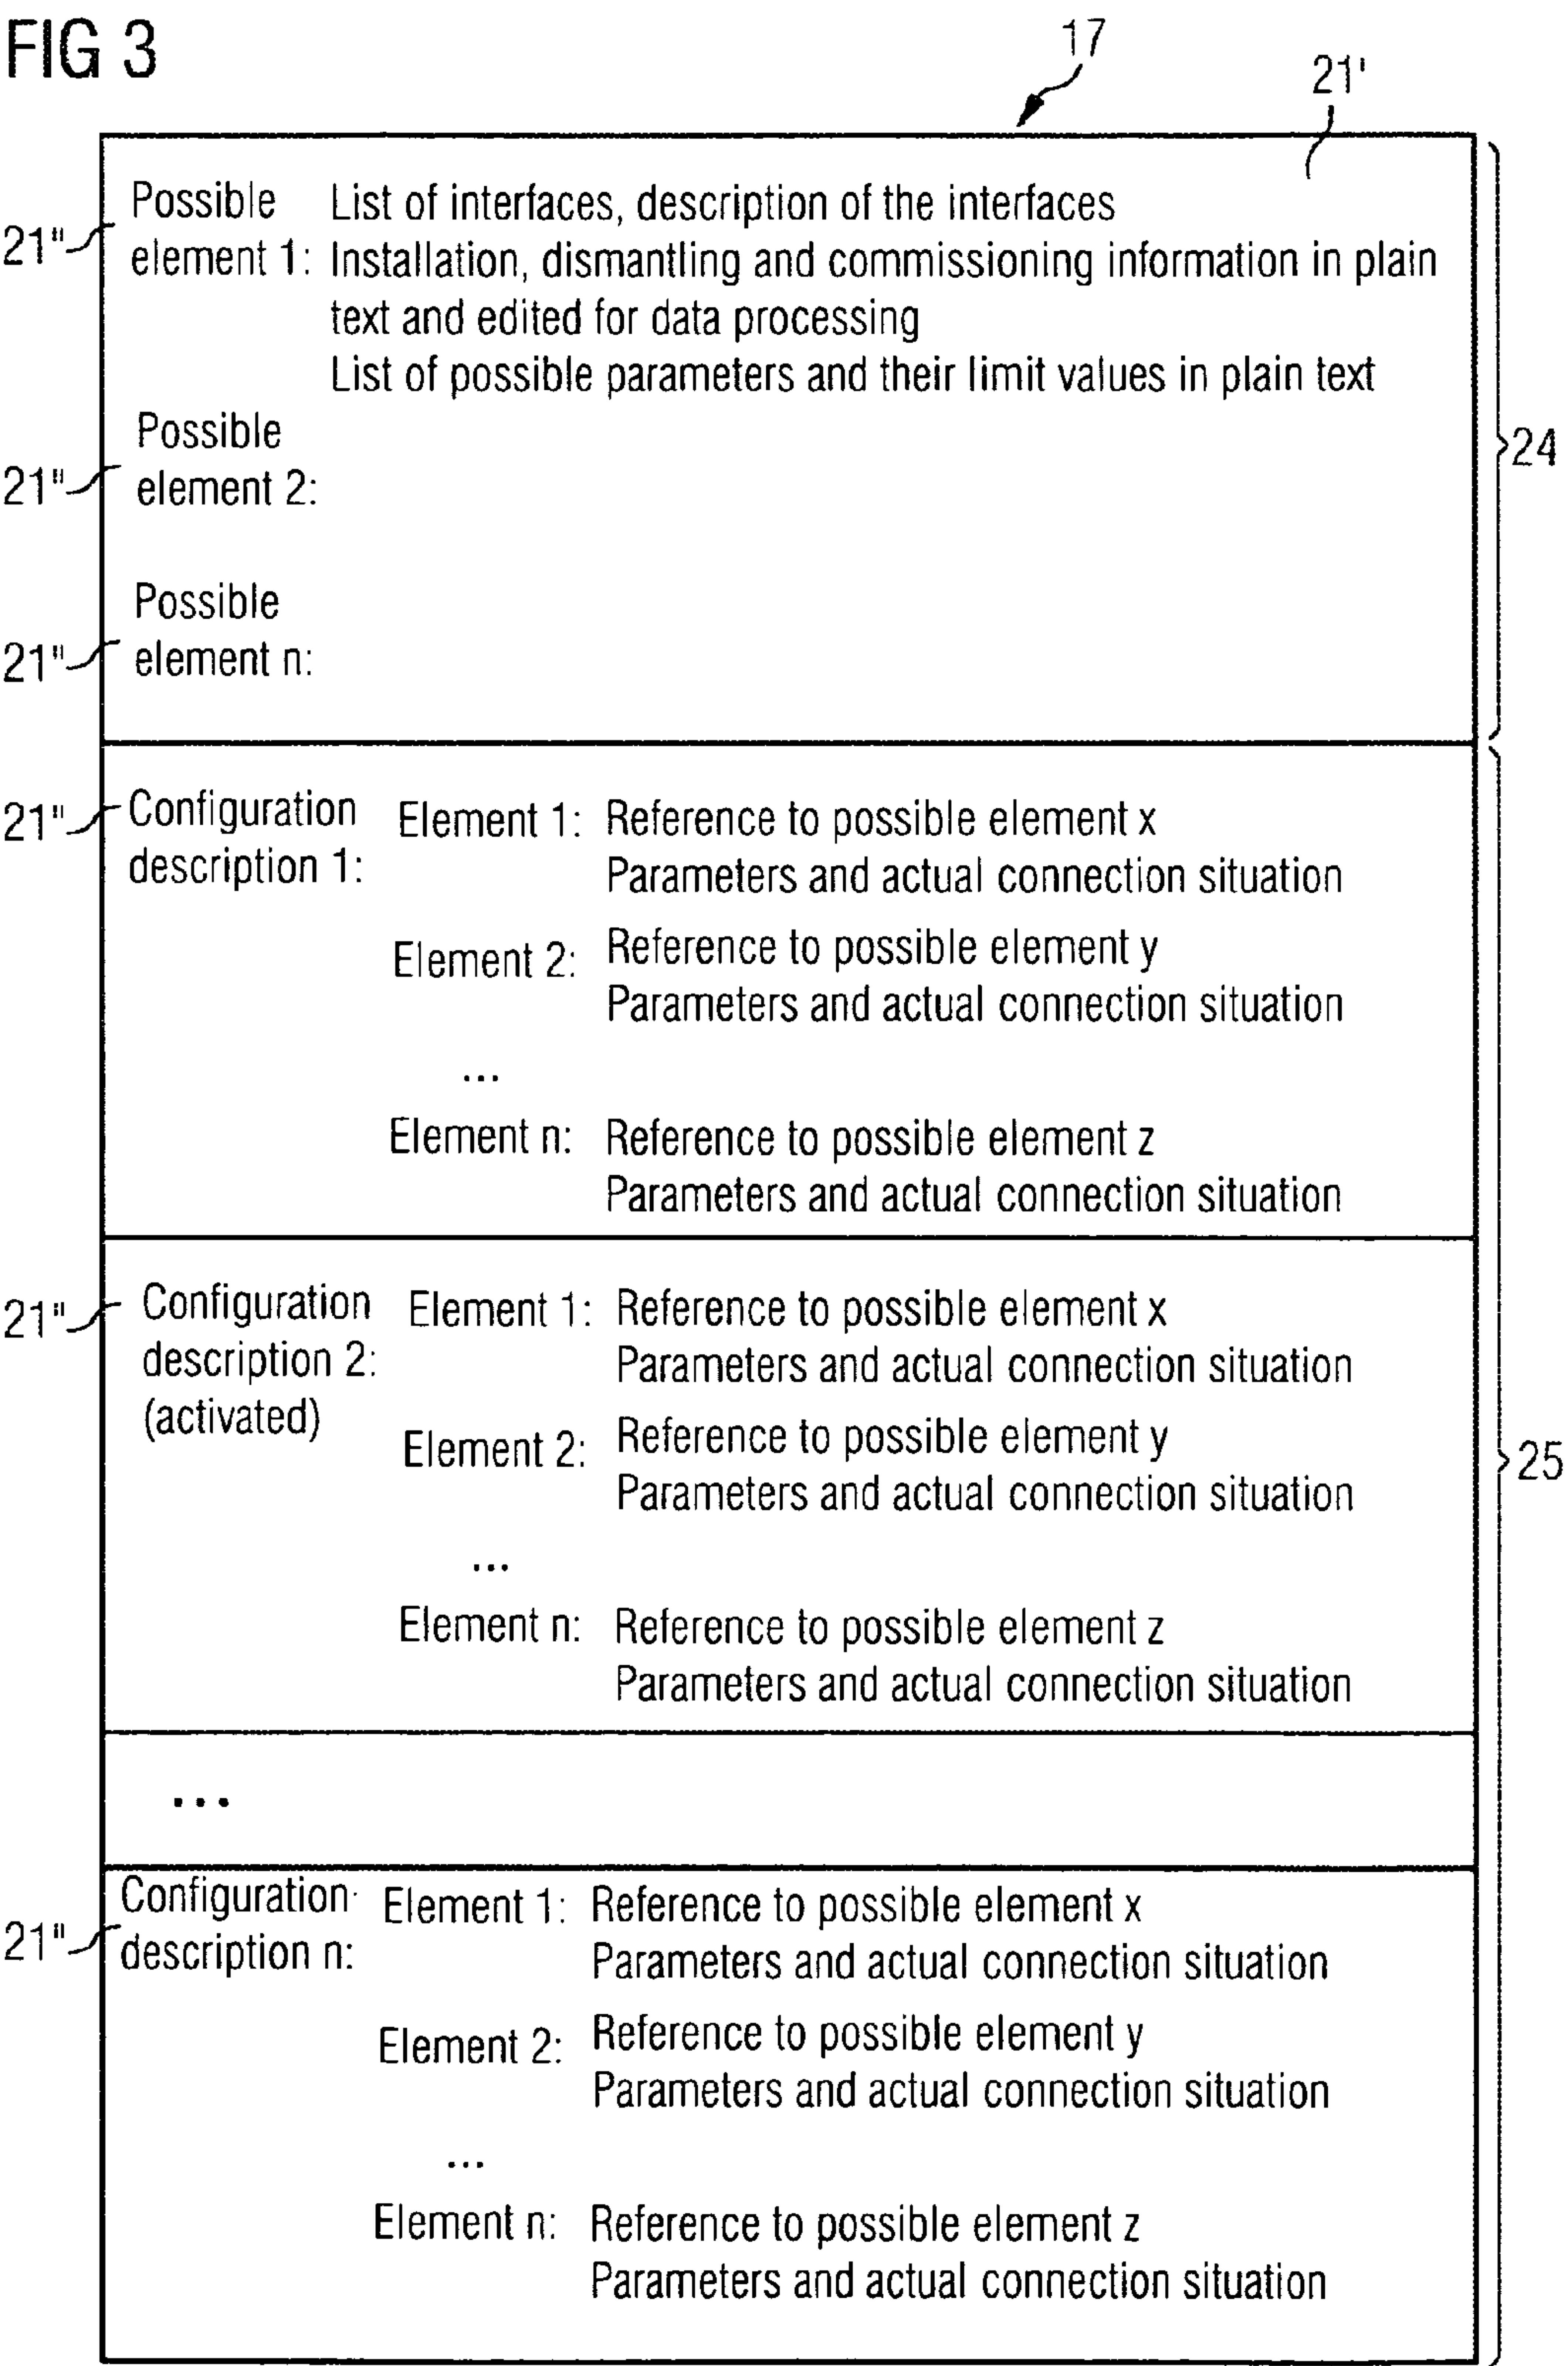 FIG 3
17
21'
Possible List of interfaces, description of the interfaces
21" element 1: Installation, dismantling and commissioning information in plain
text and edited for data processing
List of possible parameters and their limit values in plain text
Possible
24
21" element 2:
Possible
21" element n:
21" Configuration Element 1: Reference to possible element x
description 1: Parameters and actual connection situation
Element 2: Reference to possible element y
Parameters and actual connection situation
...
Element n: Reference to possible element z
Parameters and actual connection situation
21" Configuration Element 1: Reference to possible element x
description 2: Parameters and actual connection situation
(activated)
Element 2: Reference to possible element y
25
Parameters and actual connection situation
...
Element n: Reference to possible element z
Parameters and actual connection situation
...
Configuration Element 1: Reference to possible element x
21" description n: Parameters and actual connection situation
Element 2: Reference to possible element y
Parameters and actual connection situation
...
Element n: Reference to possible element z
Parameters and actual connection situation